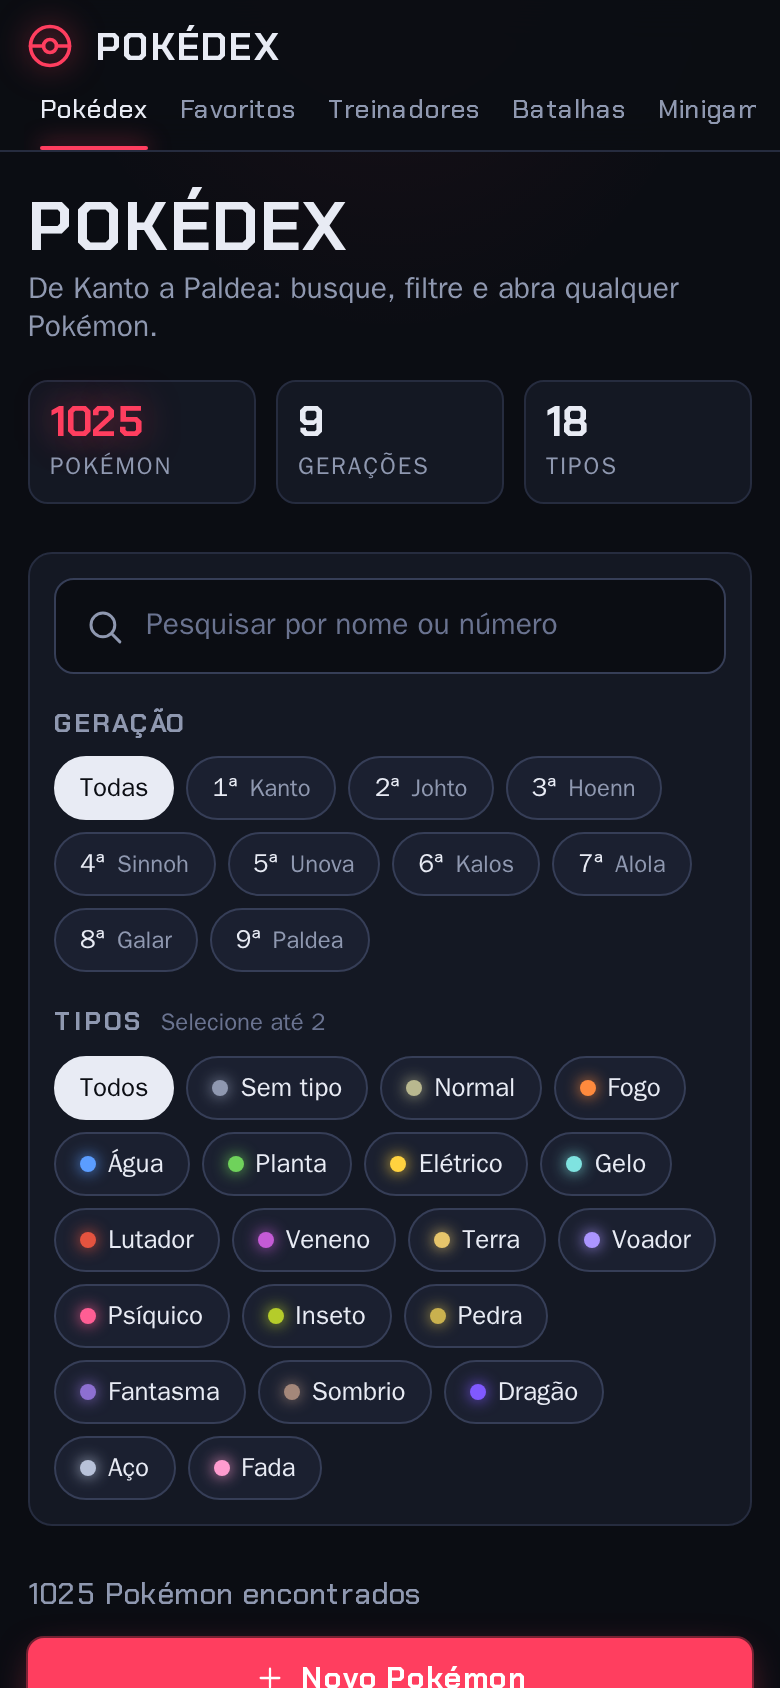 POKÉDEX
Pokédex Favoritos Treinadores Batalhas Minigam
POKÉDEX
De Kanto a Paldea: busque, filtre e abra qualquer
Pokémon.
1025 9 18
POKÉMON GERAÇÕES TIPOS
Pesquisar por nome ou número
GERAÇÃO
Todas 1ª Kanto 2ª Johto 3ª Hoenn
4ª Sinnoh 5ª Unova 6ª Kalos 7ª Alola
8ª Galar 9ª Paldea
TIPOS Selecione até 2
Todos Sem tipo Normal Fogo
Água Planta Elétrico Gelo
Lutador Veneno Terra Voador
Psíquico Inseto Pedra
Fantasma Sombrio Dragão
Aço Fada
1025 Pokémon encontrados
+ Novo Pokémon